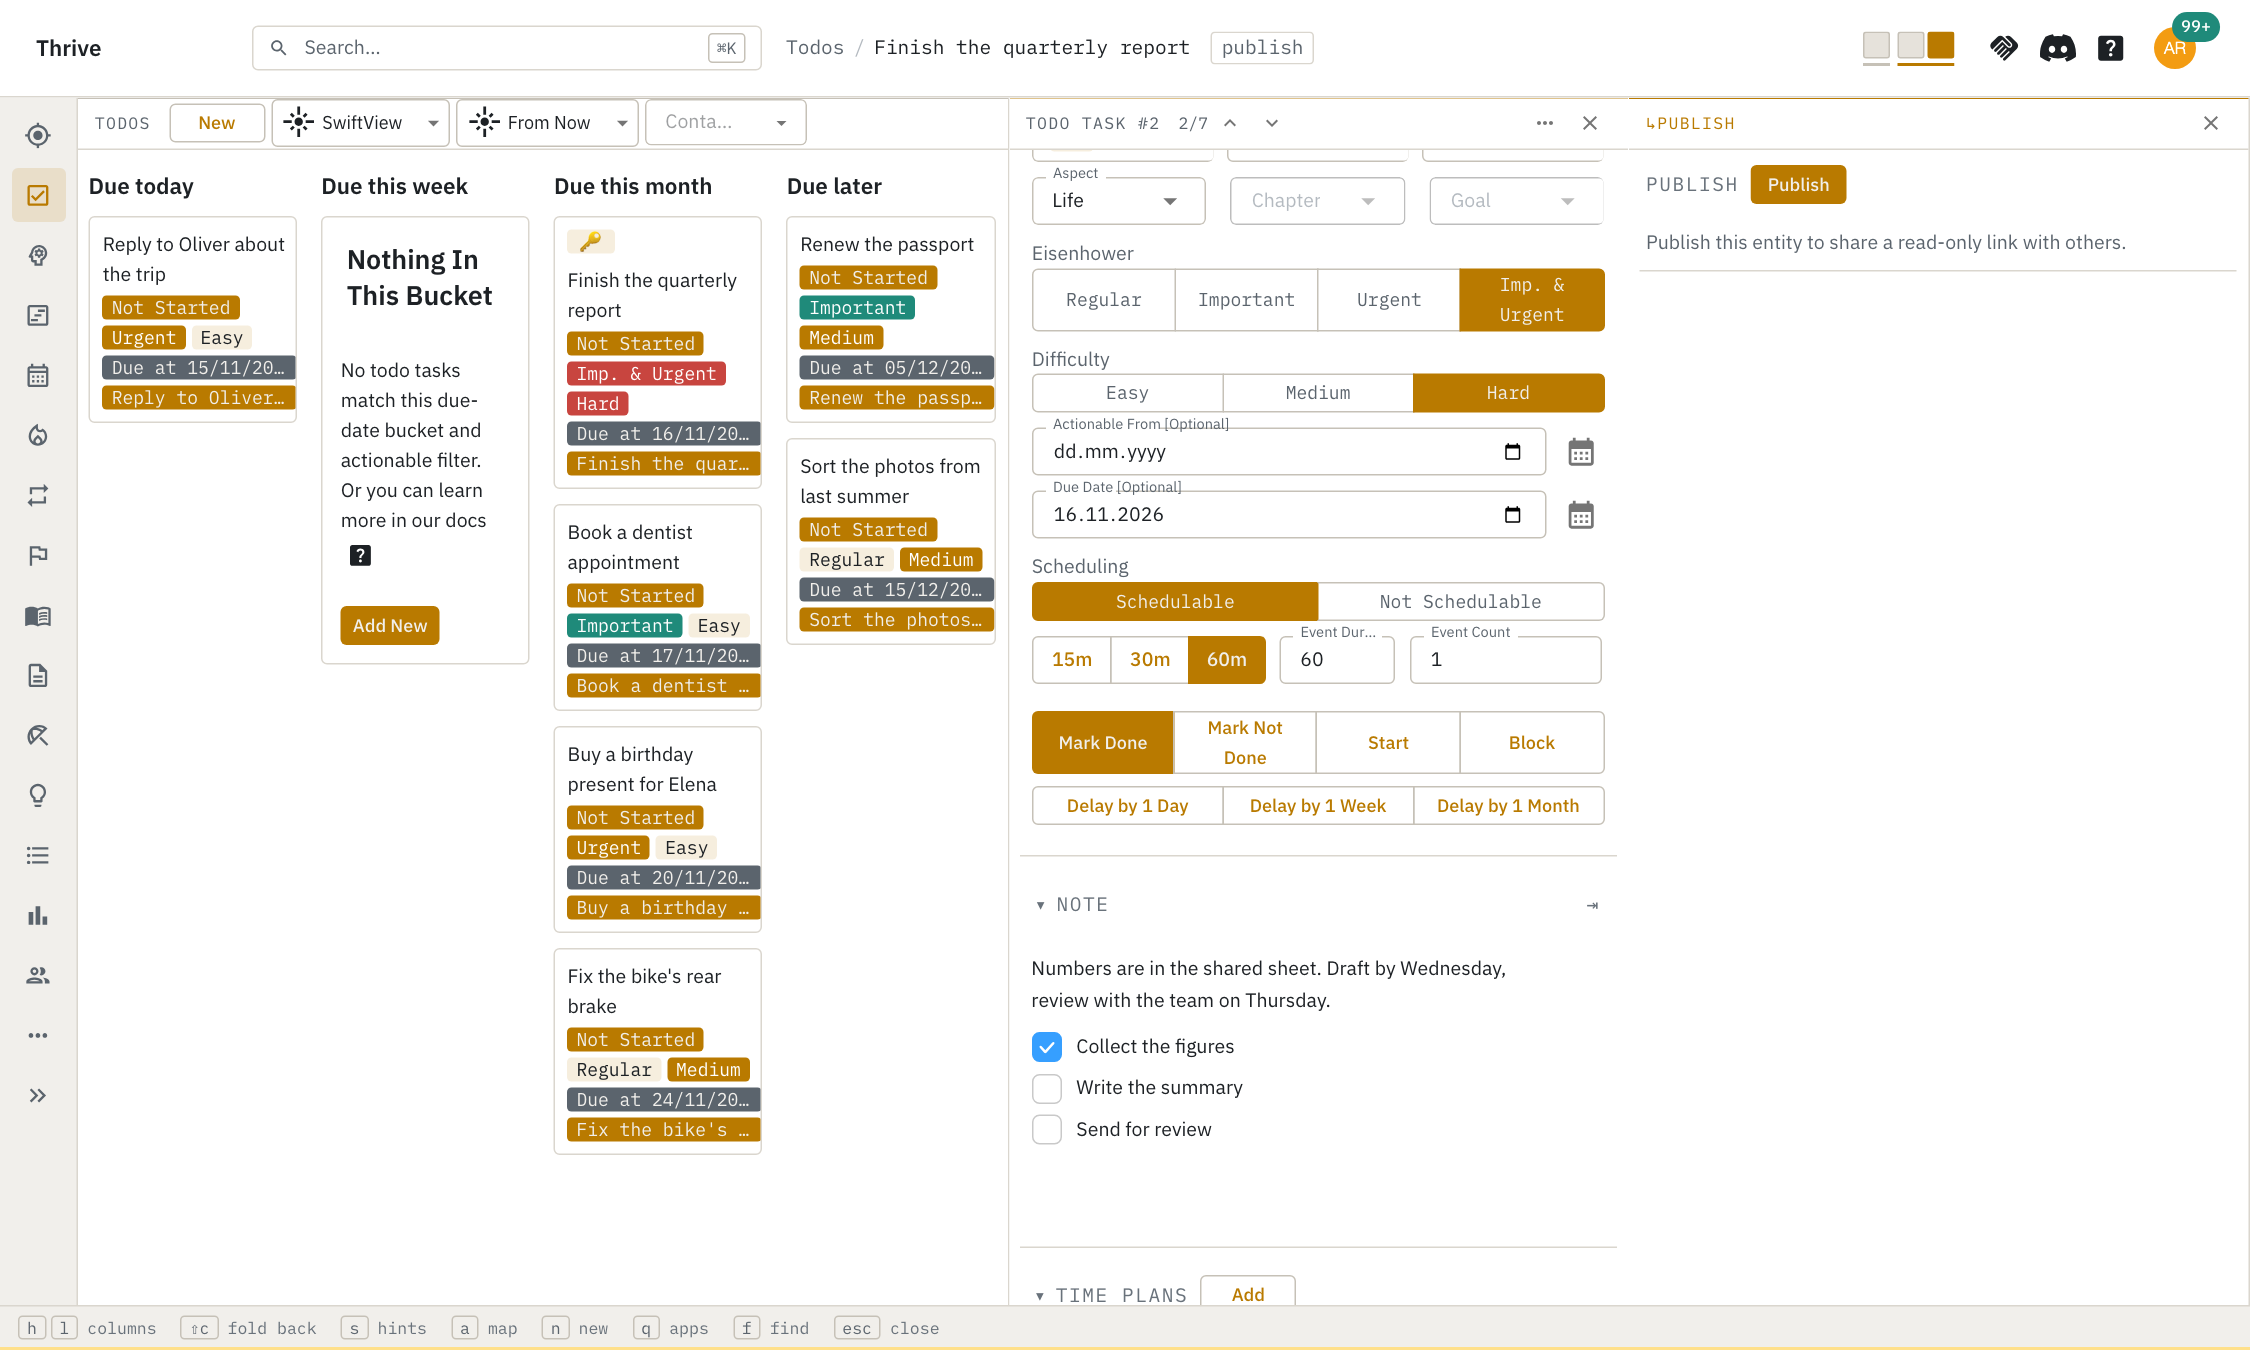 Thrive
Search...
⌘K
Todos / Finish the quarterly report
publish
99+
AR
TODOS
New
SwiftView
From Now
Conta...
Due today
Reply to Oliver about
the trip
Not Started
Urgent Easy
Due at 15/11/20...
Reply to Oliver...
Due this week
Nothing In
This Bucket
No todo tasks
match this due-
date bucket and
actionable filter.
Or you can learn
more in our docs
?
Add New
Due this month
Finish the quarterly
report
Not Started
Imp. & Urgent
Hard
Due at 16/11/20...
Finish the quar...
Book a dentist
appointment
Not Started
Important Easy
Due at 17/11/20...
Book a dentist ...
Buy a birthday
present for Elena
Not Started
Urgent Easy
Due at 20/11/20...
Buy a birthday ...
Fix the bike's rear
brake
Not Started
Regular Medium
Due at 24/11/20...
Fix the bike's ...
Due later
Renew the passport
Not Started
Important
Medium
Due at 05/12/20...
Renew the passp...
Sort the photos from
last summer
Not Started
Regular Medium
Due at 15/12/20...
Sort the photos...
TODO TASK #2 2/7
Aspect
Life
Chapter
Goal
Eisenhower
Regular
Important
Urgent
Imp. &
Urgent
Difficulty
Easy
Medium
Hard
Actionable From [Optional]
dd.mm.yyyy
Due Date [Optional]
16.11.2026
Scheduling
Schedulable
Not Schedulable
15m
30m
60m
Event Dur...
60
Event Count
1
Mark Done
Mark Not
Done
Start
Block
Delay by 1 Day
Delay by 1 Week
Delay by 1 Month
▾ NOTE
Numbers are in the shared sheet. Draft by Wednesday,
review with the team on Thursday.
Collect the figures
Write the summary
Send for review
▾ TIME PLANS
Add
↳PUBLISH
PUBLISH
Publish
Publish this entity to share a read-only link with others.
h l columns
⇧c fold back
s hints
a map
n new
q apps
f find
esc close